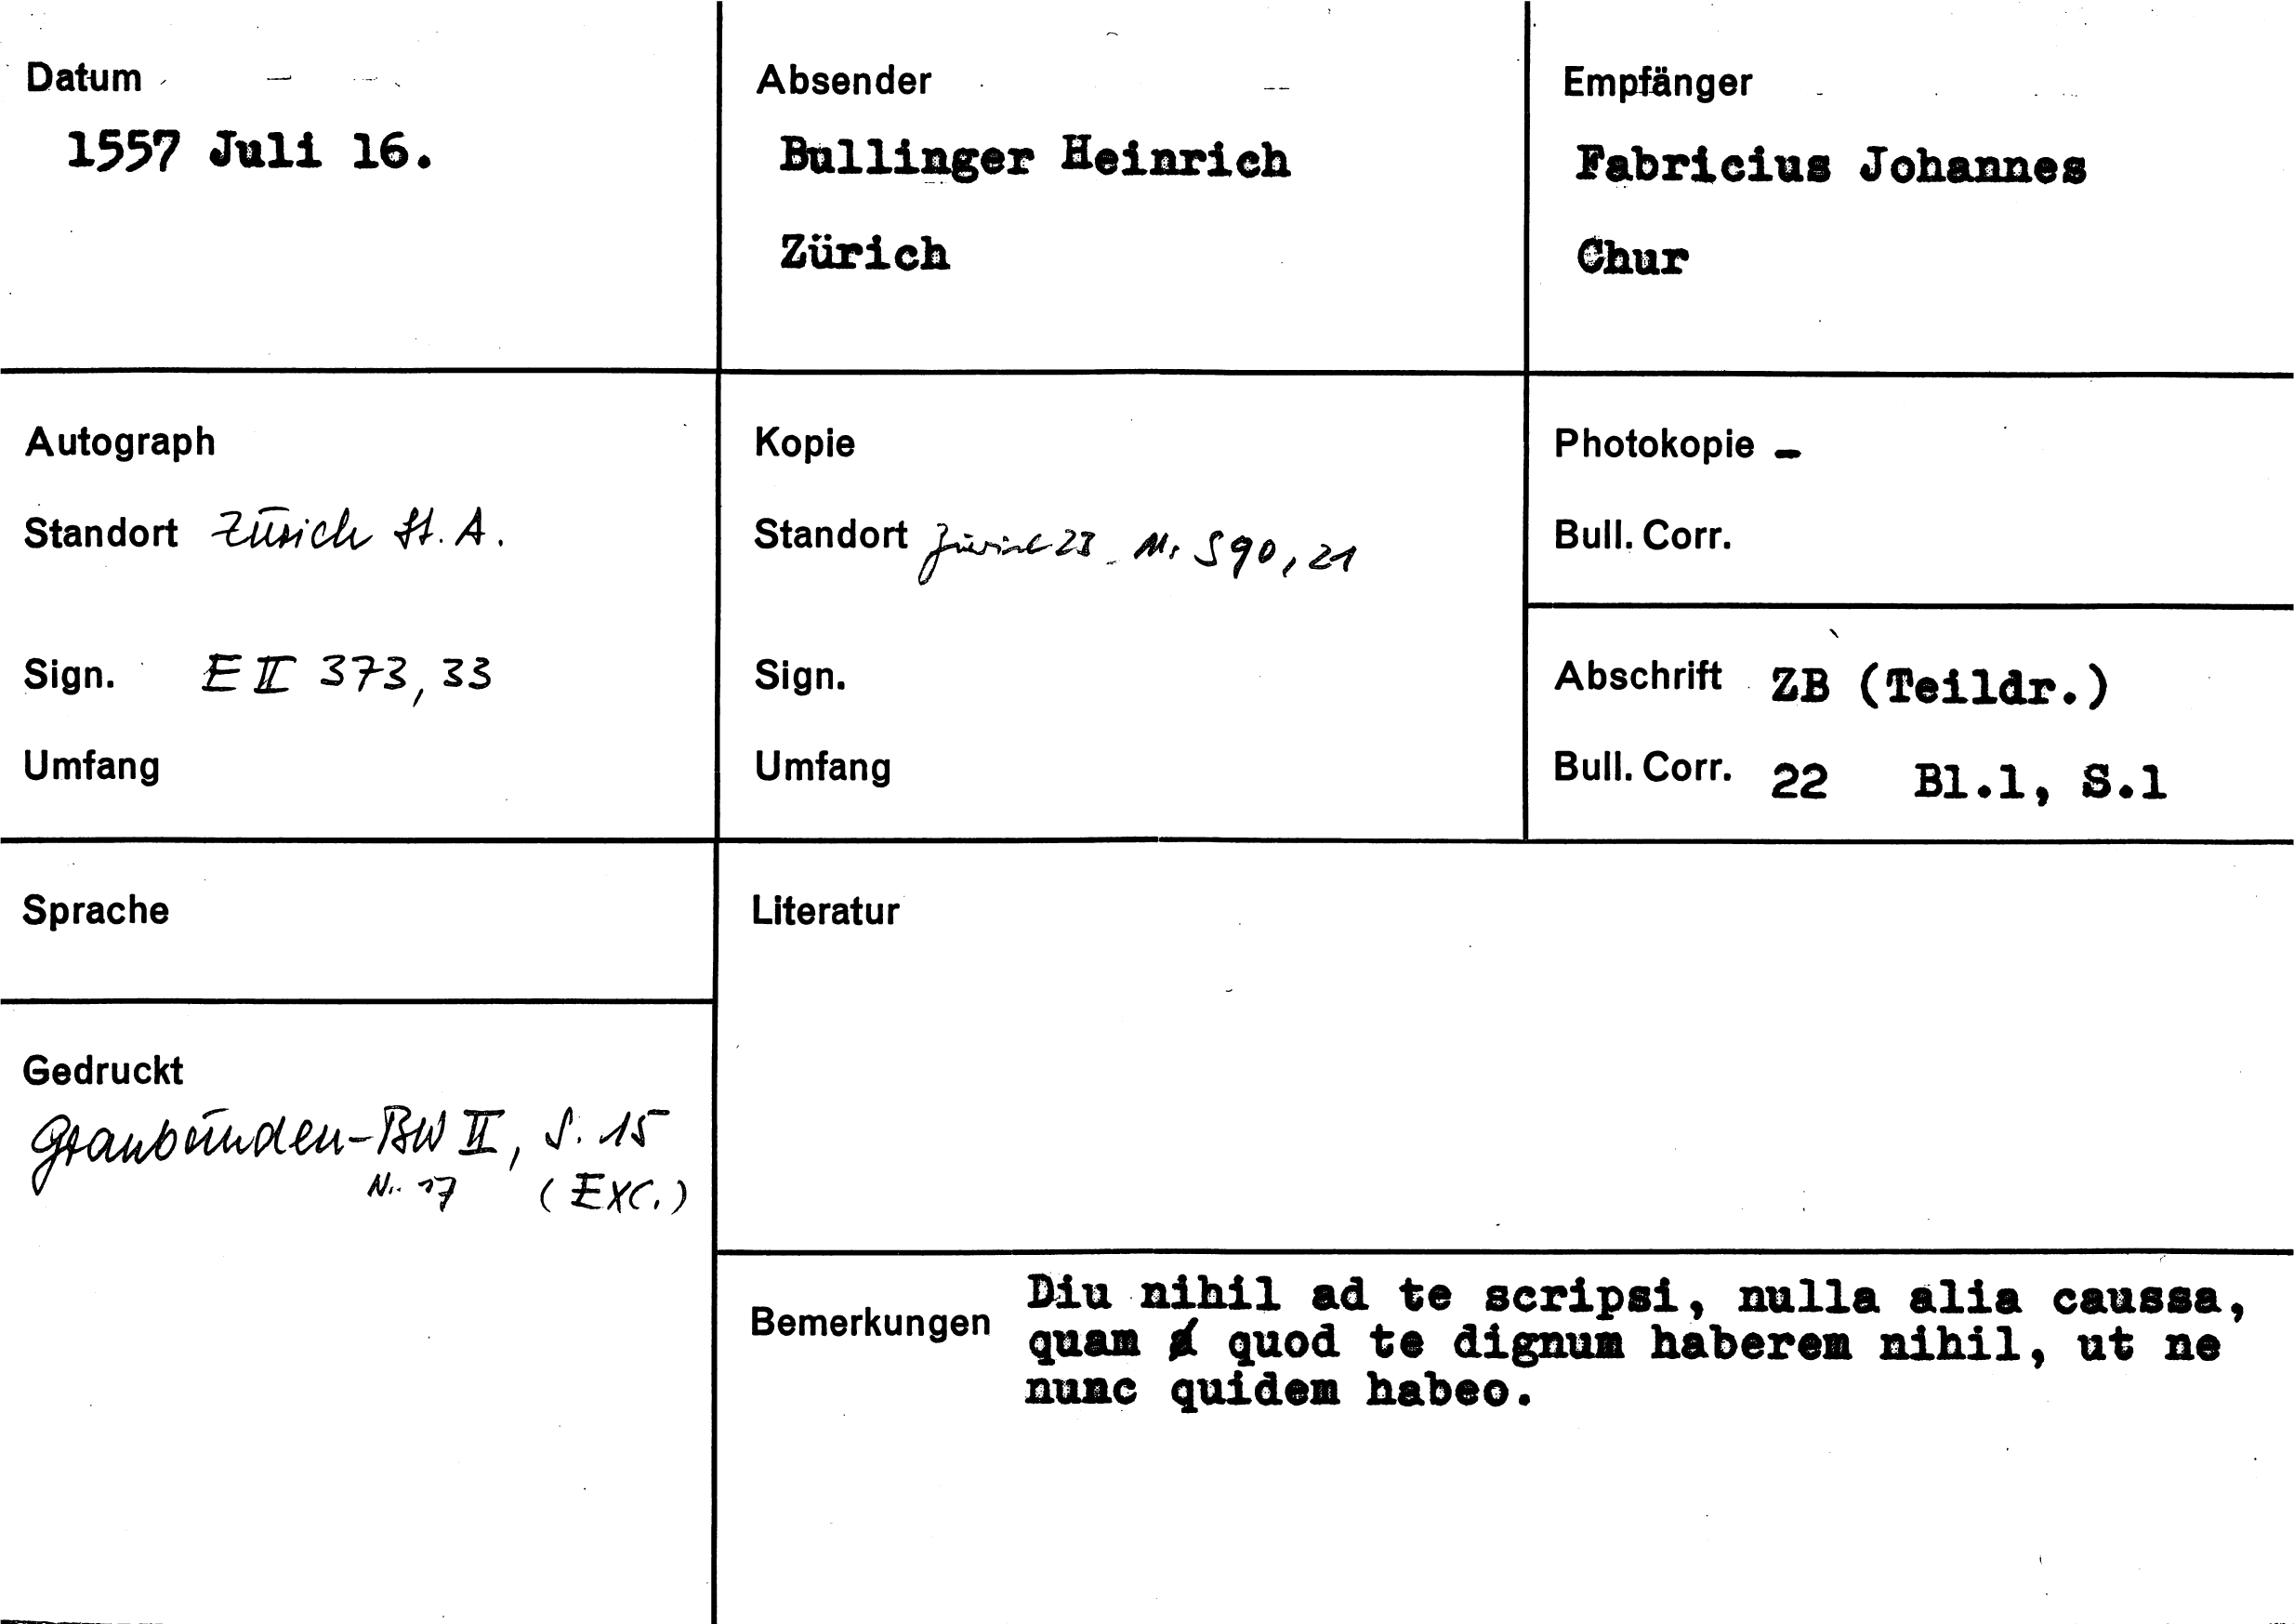 Datum
1557 Juli 16.
Absender
Bullinger Heinrich
Zürich
Empfänger
Fabricius Johannes
Chur
Autograph
Standort Zürich St. A.
Sign. E II 373, 33
Umfang
Kopie
Standort Zürich ZB Ms S 90, 21
Sign.
Umfang
Photokopie -
Bull. Corr.
Abschrift ZB (Teildr.)
Bull. Corr. 22 Bl.1, S.1
Sprache
Gedruckt
Graubünden-BW II, S. 15
Nr. 17 (Exc.)
Literatur
Bemerkungen
Diu nihil ad te scripsi, nulla alia caussa,
quam quod te dignum haberem nihil, ut ne
nunc quidem habeo.